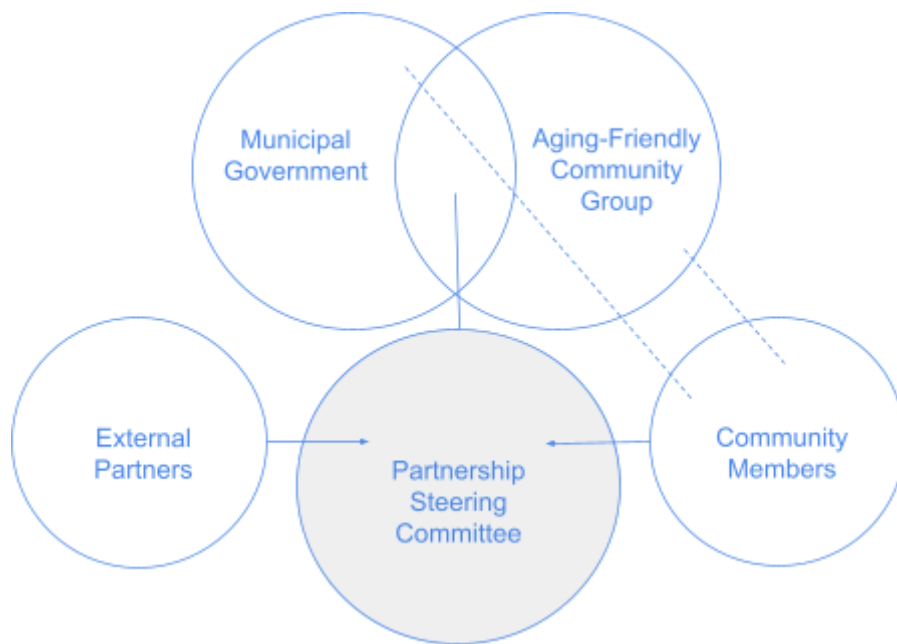 Municipal
Government
Aging-Friendly
Community
Group
External
Partners
Partnership
Steering
Committee
Community
Members